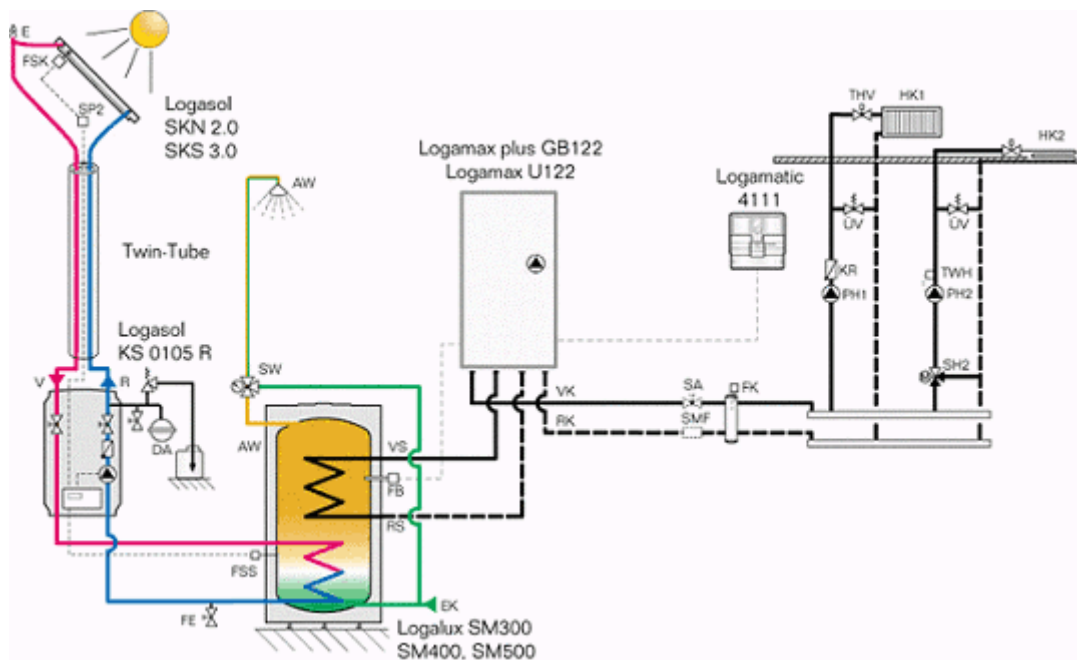 E
FSK
SP2
Logasol
SKN 2.0
SKS 3.0
Twin-Tube
Logasol
KS 0105 R
V
R
DA
AW
SW
AW
VS
FB
RS
FSS
FE
EK
Logalux SM300
SM400, SM500
Logamax plus GB122
Logamax U122
Logamatic
4111
VK
RK
SA
SMF
FK
THV
HK1
HK2
ÜV
ÜV
KR
PH1
TWH
PH2
SH2